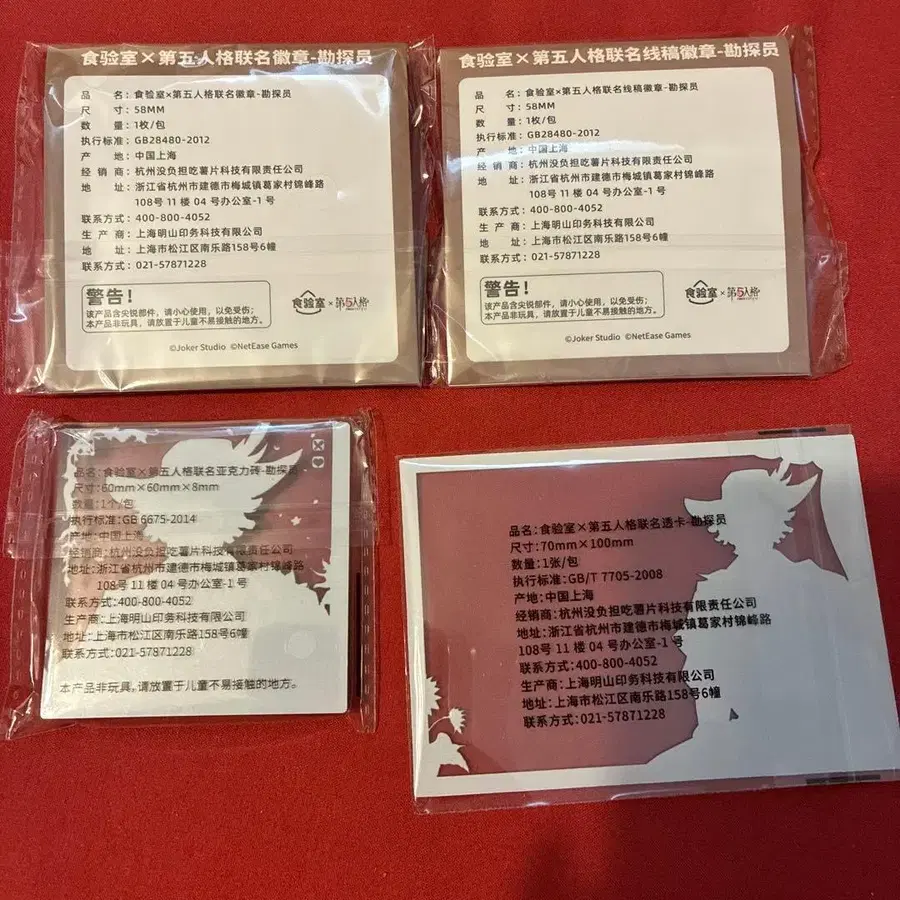 食验室×第五人格联名徽章-勘探员
品 名：食验室×第五人格联名徽章-勘探员
尺 寸：58MM
数 量：1枚/包
执行标准：GB28480-2012
产 地：中国上海
经 销 商：杭州没负担吃薯片科技有限责任公司
地 址：浙江省杭州市建德市梅城镇葛家村锦峰路
108号 11 楼 04 号办公室-1 号
联系方式：400-800-4052
生 产 商：上海明山印务科技有限公司
地 址：上海市松江区南乐路158号6幢
联系方式：021-57871228
警告！
该产品含尖锐部件，请小心使用，以免受伤；
本产品非玩具，请放置于儿童不易接触的地方。
食验室×第五人格
©Joker Studio ©NetEase Games
食验室×第五人格联名线稿徽章-勘探员
品 名：食验室×第五人格联名线稿徽章-勘探员
尺 寸：58MM
数 量：1枚/包
执行标准：GB28480-2012
产 地：中国上海
经 销 商：杭州没负担吃薯片科技有限责任公司
地 址：浙江省杭州市建德市梅城镇葛家村锦峰路
108号 11 楼 04 号办公室-1 号
联系方式：400-800-4052
生 产 商：上海明山印务科技有限公司
地 址：上海市松江区南乐路158号6幢
联系方式：021-57871228
警告！
该产品含尖锐部件，请小心使用，以免受伤；
本产品非玩具，请放置于儿童不易接触的地方。
食验室×第五人格
©Joker Studio ©NetEase Games
品名：食验室×第五人格联名亚克力砖-勘探员
尺寸：60mm×60mm×8mm
数量：1个/包
执行标准：GB 6675-2014
产地：中国上海
经销商：杭州没负担吃薯片科技有限责任公司
地址：浙江省杭州市建德市梅城镇葛家村锦峰路
108号 11 楼 04 号办公室-1 号
联系方式：400-800-4052
生产商：上海明山印务科技有限公司
地址：上海市松江区南乐路158号6幢
联系方式：021-57871228
本产品非玩具，请放置于儿童不易接触的地方。
品名：食验室×第五人格联名透卡-勘探员
尺寸：70mm×100mm
数量：1张/包
执行标准：GB/T 7705-2008
产地：中国上海
经销商：杭州没负担吃薯片科技有限责任公司
地址：浙江省杭州市建德市梅城镇葛家村锦峰路
108号 11 楼 04 号办公室-1 号
联系方式：400-800-4052
生产商：上海明山印务科技有限公司
地址：上海市松江区南乐路158号6幢
联系方式：021-57871228